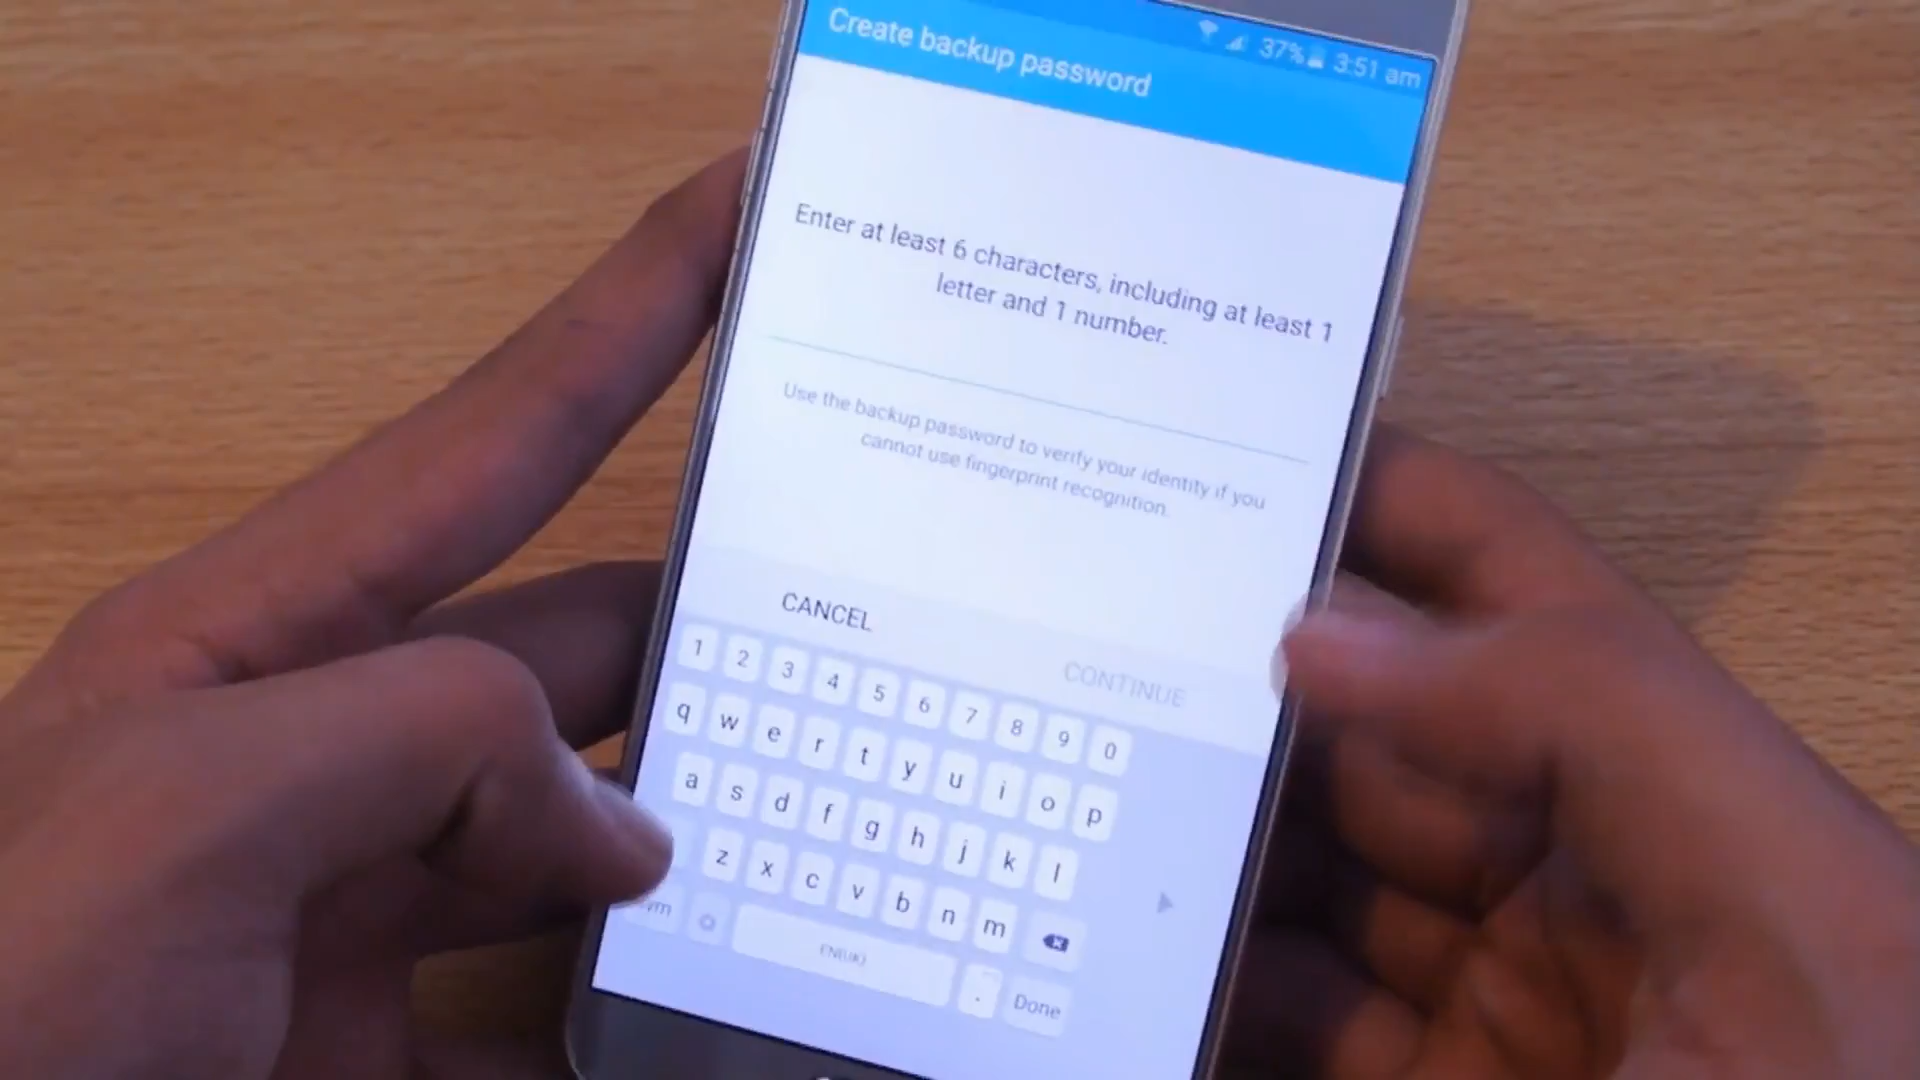 37% 3:51 am
Create backup password
Enter at least 6 characters, including at least 1
letter and 1 number.
Use the backup password to verify your identity if you
cannot use fingerprint recognition.
CANCEL
CONTINUE
1 2 3 4 5 6 7 8 9 0
q w e r t y u i o p
a s d f g h j k l
z x c v b n m
EN(UK) . Done